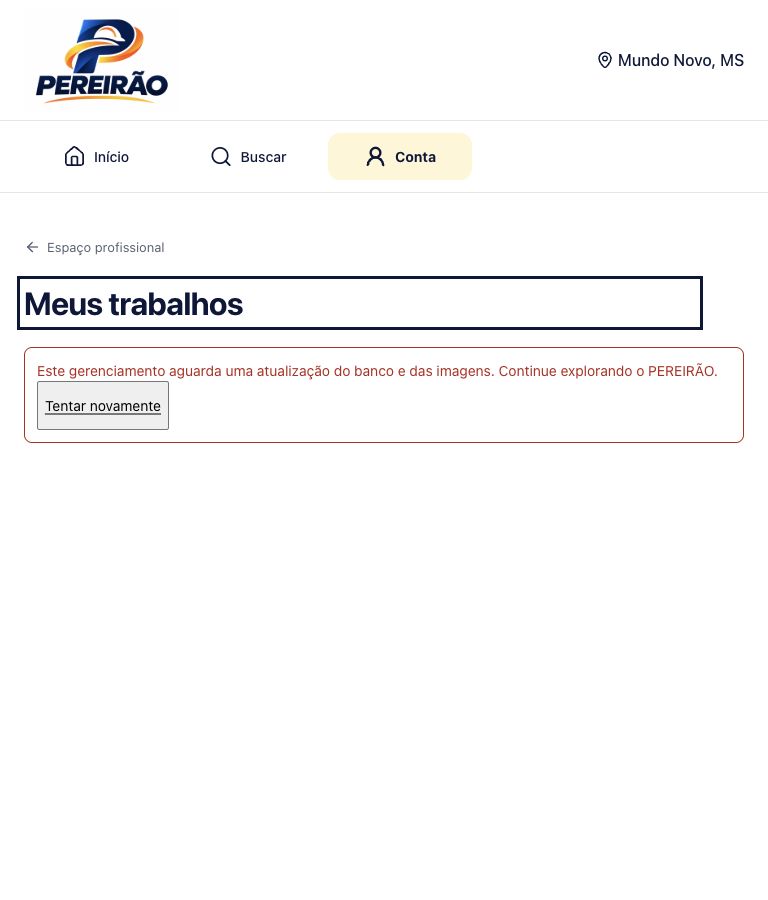 PEREIRÃO
Mundo Novo, MS
Início
Buscar
Conta
Espaço profissional
Meus trabalhos
Este gerenciamento aguarda uma atualização do banco e das imagens. Continue explorando o PEREIRÃO.
Tentar novamente